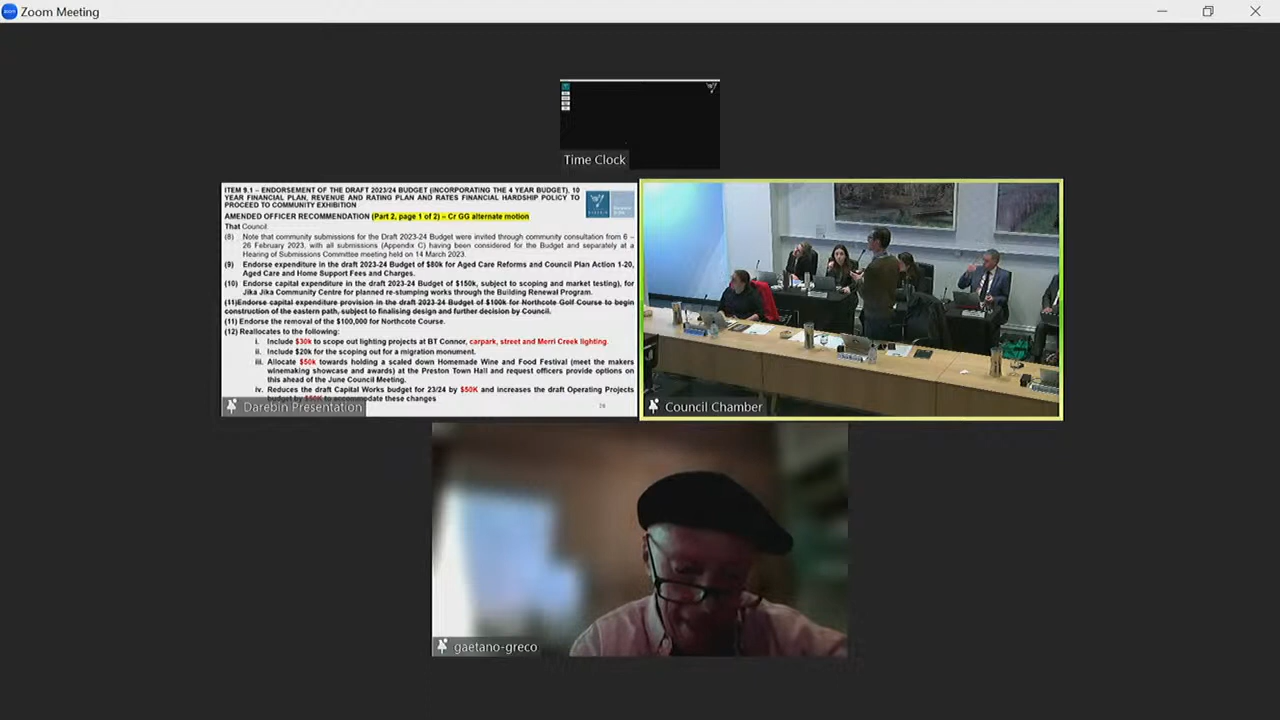 Zoom Meeting
Time Clock
ITEM 9.1 – ENDORSEMENT OF THE DRAFT 2023/24 BUDGET (INCORPORATING THE 4 YEAR BUDGET), 10
YEAR FINANCIAL PLAN, REVENUE AND RATING PLAN AND RATES FINANCIAL HARDSHIP POLICY TO
PROCEED TO COMMUNITY EXHIBITION
AMENDED OFFICER RECOMMENDATION (Part 2, page 1 of 2) – Cr GG alternate motion
That Council:
(8) Note that community submissions for the Draft 2023-24 Budget were invited through community consultation from 6 –
26 February 2023, with all submissions (Appendix C) having been considered for the Budget and separately at a
Hearing of Submissions Committee meeting held on 14 March 2023.
(9) Endorse expenditure in the draft 2023-24 Budget of $80k for Aged Care Reforms and Council Plan Action 1-20,
Aged Care and Home Support Fees and Charges.
(10) Endorse capital expenditure in the draft 2023-24 Budget of $150k, subject to scoping and market testing), for
Jika Jika Community Centre for planned re-stumping works through the Building Renewal Program.
(11)Endorse capital expenditure provision in the draft 2023-24 Budget of $100k for Northcote Golf Course to begin
construction of the eastern path, subject to finalising design and further decision by Council.
(11) Endorse the removal of the $100,000 for Northcote Course.
(12) Reallocates to the following:
i. Include $30k to scope out lighting projects at BT Connor, carpark, street and Merri Creek lighting.
ii. Include $20k for the scoping out for a migration monument.
iii. Allocate $50k towards holding a scaled down Homemade Wine and Food Festival (meet the makers
winemaking showcase and awards) at the Preston Town Hall and request officers provide options on
this ahead of the June Council Meeting.
iv. Reduces the draft Capital Works budget for 23/24 by $50K and increases the draft Operating Projects
budget by $50K to accommodate these changes
Darebin Presentation
Council Chamber
gaetano-greco